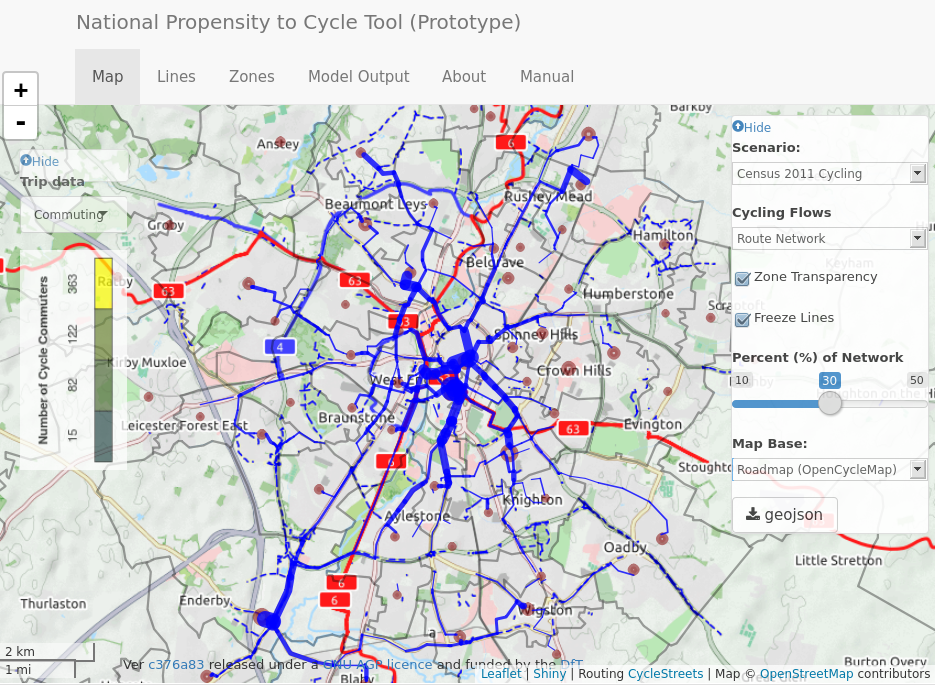 National Propensity to Cycle Tool (Prototype)
Map Lines Zones Model Output About Manual
+
-
Hide
Trip data
Commuting
Number of Cycle Commuters
363
122
82
15
Hide
Scenario:
Census 2011 Cycling
Cycling Flows
Route Network
Zone Transparency
Freeze Lines
Percent (%) of Network
10 30 50
Map Base:
Roadmap (OpenCycleMap)
geojson
Barkby
Anstey
Beaumont Leys
Rushey Mead
Groby
Hamilton
Keyham
Belgrave
Ratby
Humberstone
Scraptoft
Spinney Hills
Kirby Muxloe
Crown Hills
West End
Braunstone
Leicester Forest East
Evington
Stoughton
Knighton
Aylestone
Oadby
Little Stretton
Thurlaston
Enderby
Wigston
Blaby
Burton Overy
Great Glen
6
63
63
63
4
63
6
6
6
2 km
1 mi
Ver c376a83 released under a GNU AGP licence and funded by the DfT
Leaflet | Shiny | Routing CycleStreets | Map © OpenStreetMap contributors